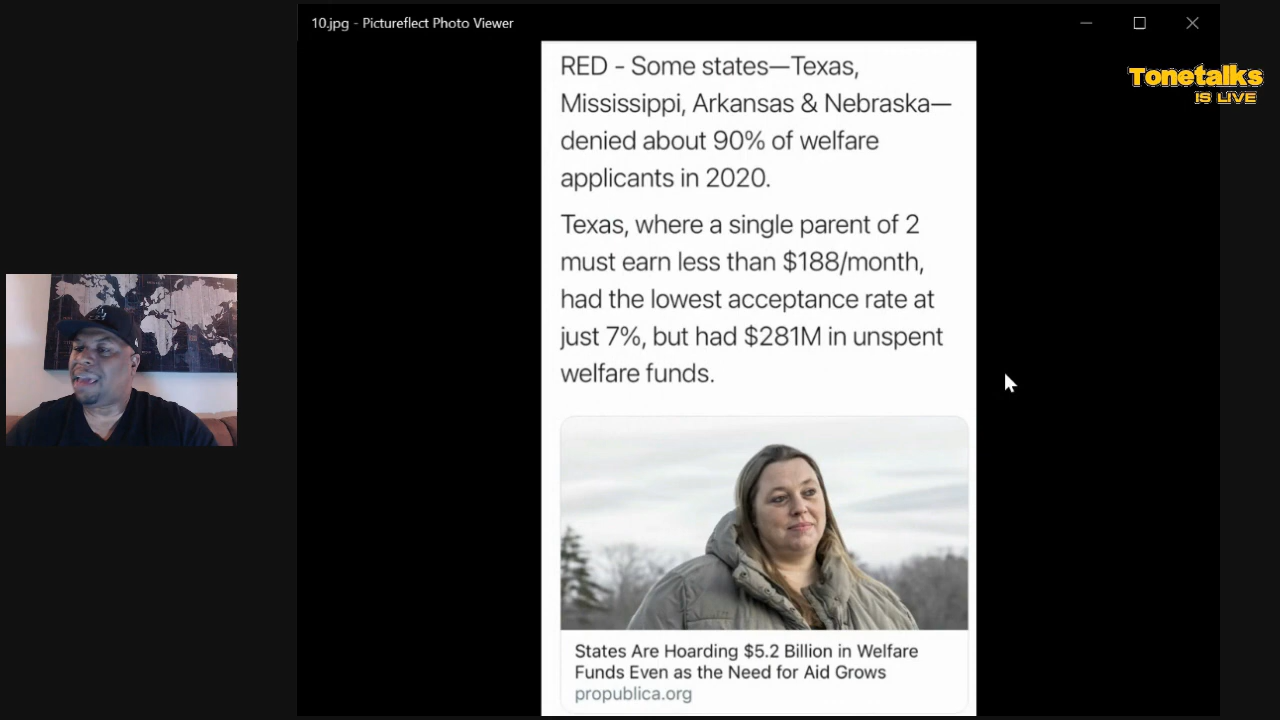 10.jpg - Pictureflect Photo Viewer
Tonetalks
IS LIVE
RED - Some states—Texas,
Mississippi, Arkansas & Nebraska—
denied about 90% of welfare
applicants in 2020.
Texas, where a single parent of 2
must earn less than $188/month,
had the lowest acceptance rate at
just 7%, but had $281M in unspent
welfare funds.
States Are Hoarding $5.2 Billion in Welfare
Funds Even as the Need for Aid Grows
propublica.org